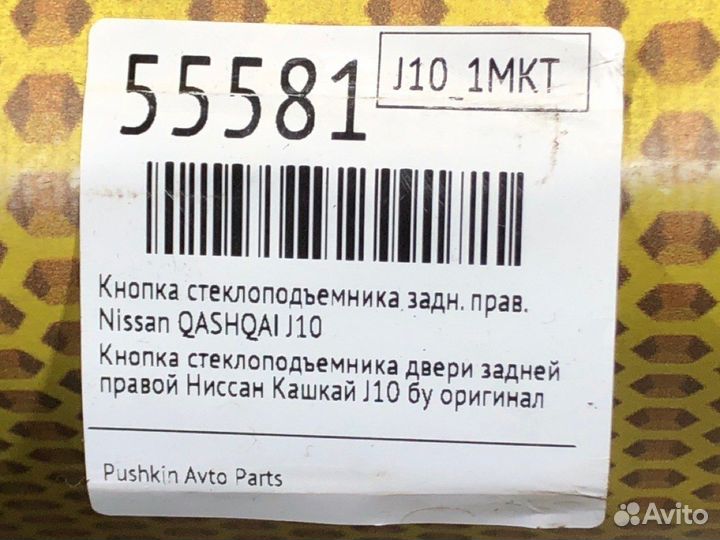 55581
J10_1MKT
Кнопка стеклоподъемника задн. прав.
Nissan QASHQAI J10
Кнопка стеклоподъемника двери задней
правой Ниссан Кашкай J10 бу оригинал
Pushkin Avto Parts
Avito